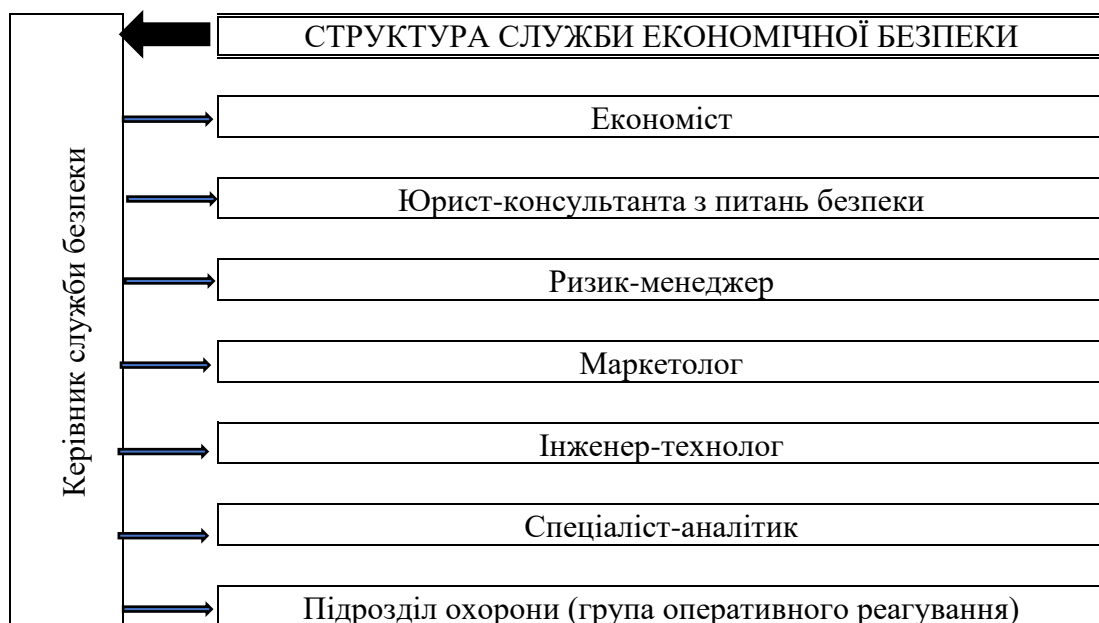 СТРУКТУРА СЛУЖБИ ЕКОНОМІЧНОЇ БЕЗПЕКИ
Керівник служби безпеки
Економіст
Юрист-консультанта з питань безпеки
Ризик-менеджер
Маркетолог
Інженер-технолог
Спеціаліст-аналітик
Підрозділ охорони (група оперативного реагування)